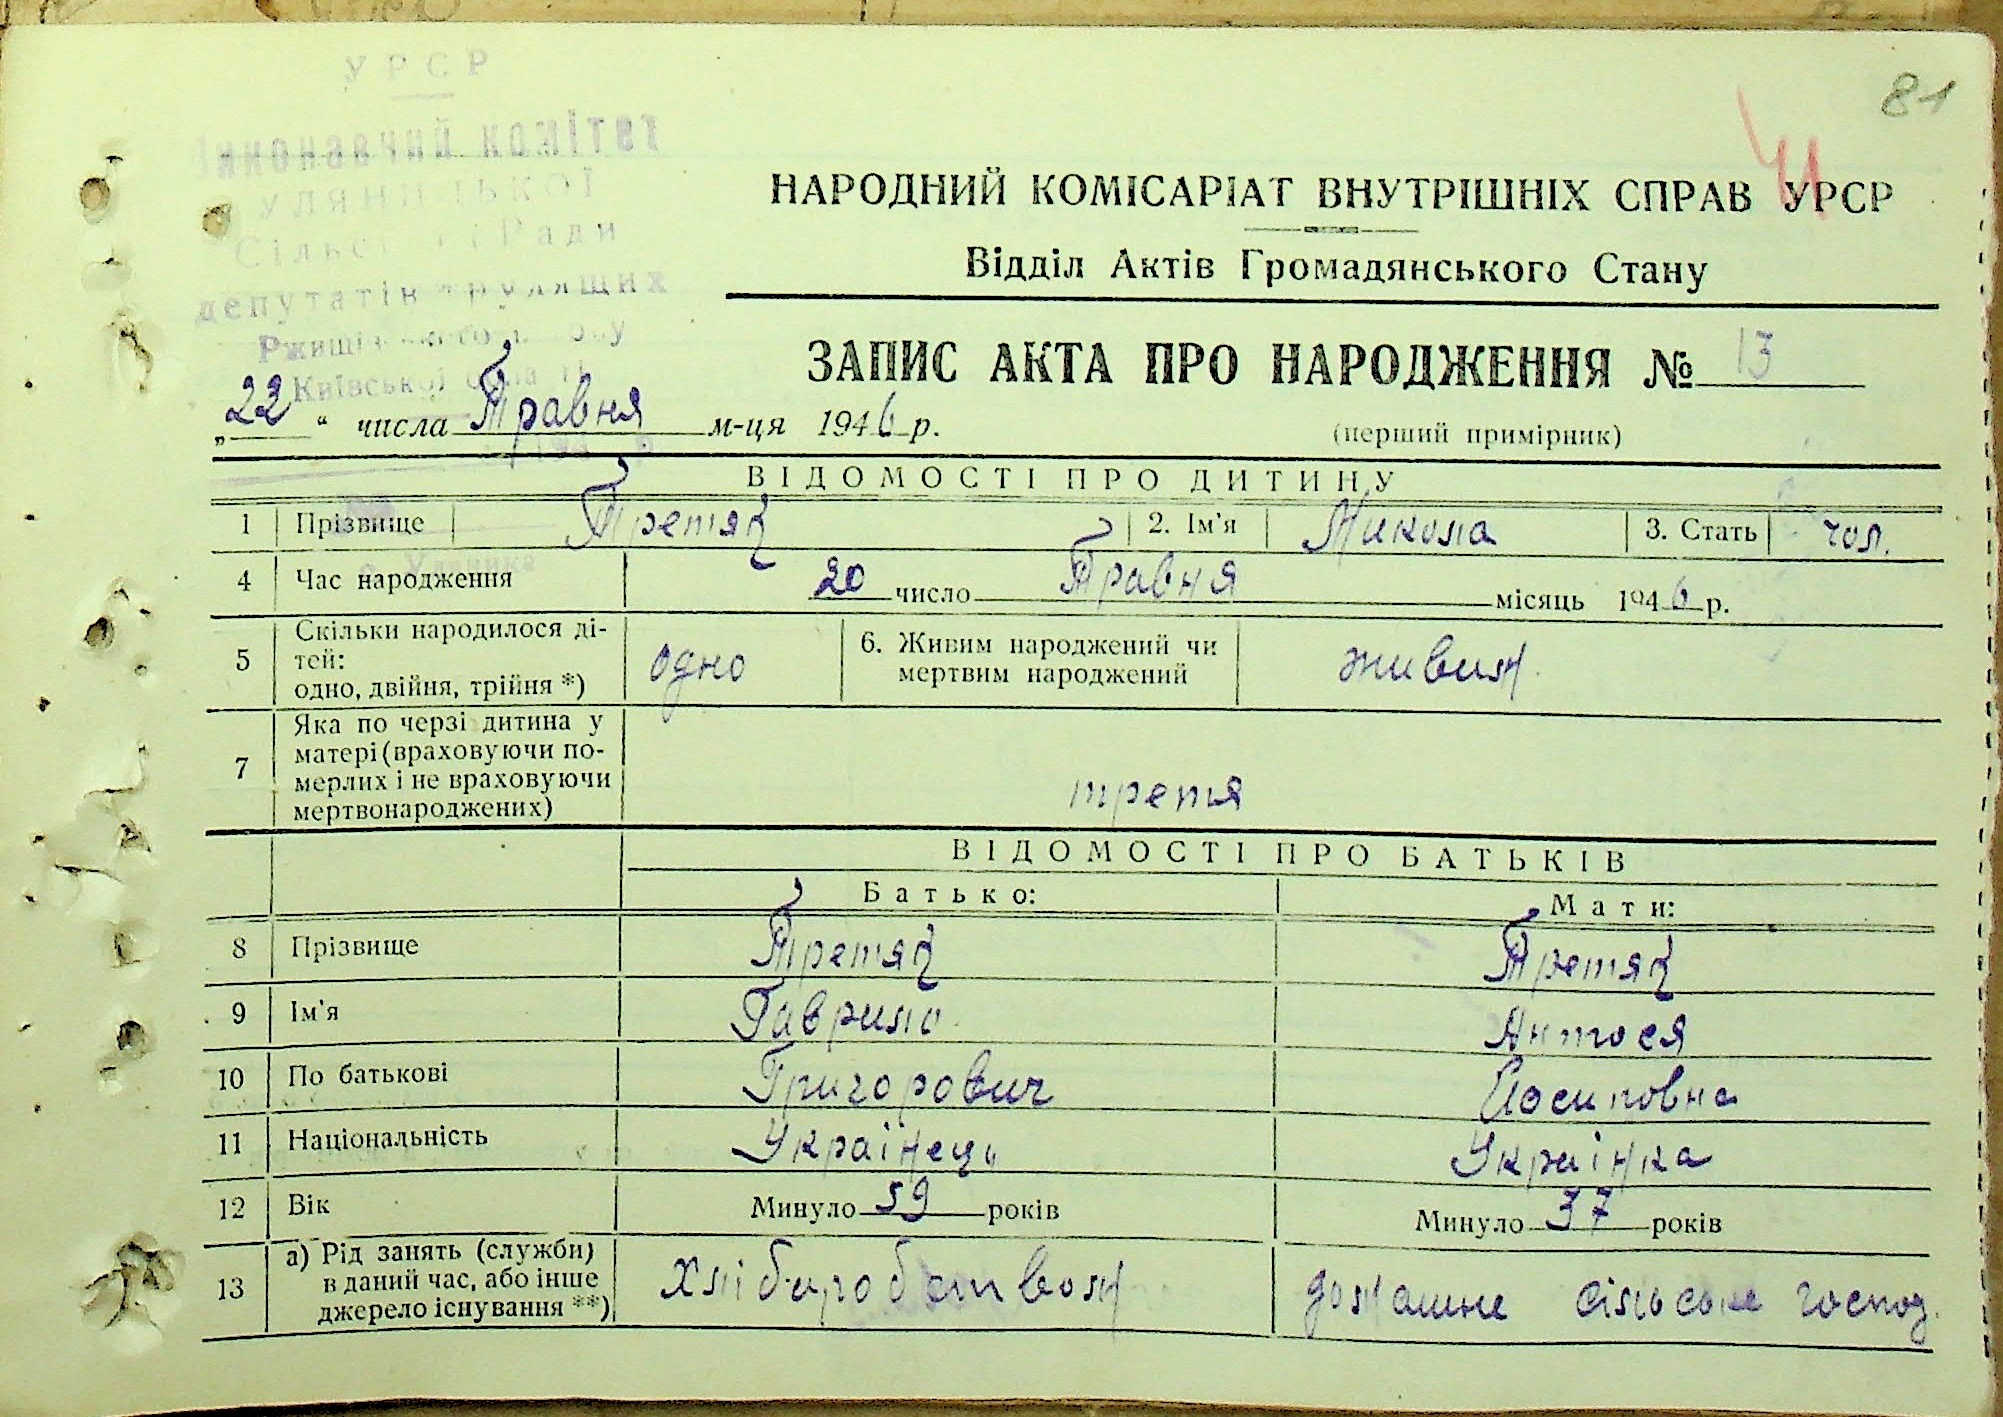 81
УРСР
Виконавчий комітет
Сільської Ради
депутатів трудящих
НАРОДНИЙ КОМІСАРІАТ ВНУТРІШНІХ СПРАВ УРСР
Відділ Актів Громадянського Стану
ЗАПИС АКТА ПРО НАРОДЖЕННЯ № 13
„22“ числа Травня м-ця 1946 р.
(перший примірник)
ВІДОМОСТІ ПРО ДИТИНУ
1 Прізвище Третяк 2. Ім'я Микола 3. Стать чол.
4 Час народження 20 число Травня місяць 1946 р.
5 Скільки народилося ді-
тей:
одно, двійня, трійня *) одно 6. Живим народжений чи
мертвим народжений живим.
7 Яка по черзі дитина у
матері (враховуючи по-
мерлих і не враховуючи
мертвонароджених) третя
ВІДОМОСТІ ПРО БАТЬКІВ
Батько: Мати:
8 Прізвище Третяк Третяк
9 Ім'я Гаврило Антося
10 По батькові Григорович Йосиповна
11 Національність Українець Українка
12 Вік Минуло 59 років Минуло 37 років
13 а) Рід занять (служби)
в даний час, або інше
джерело існування **) Хліборобством домашнє сільське господ.